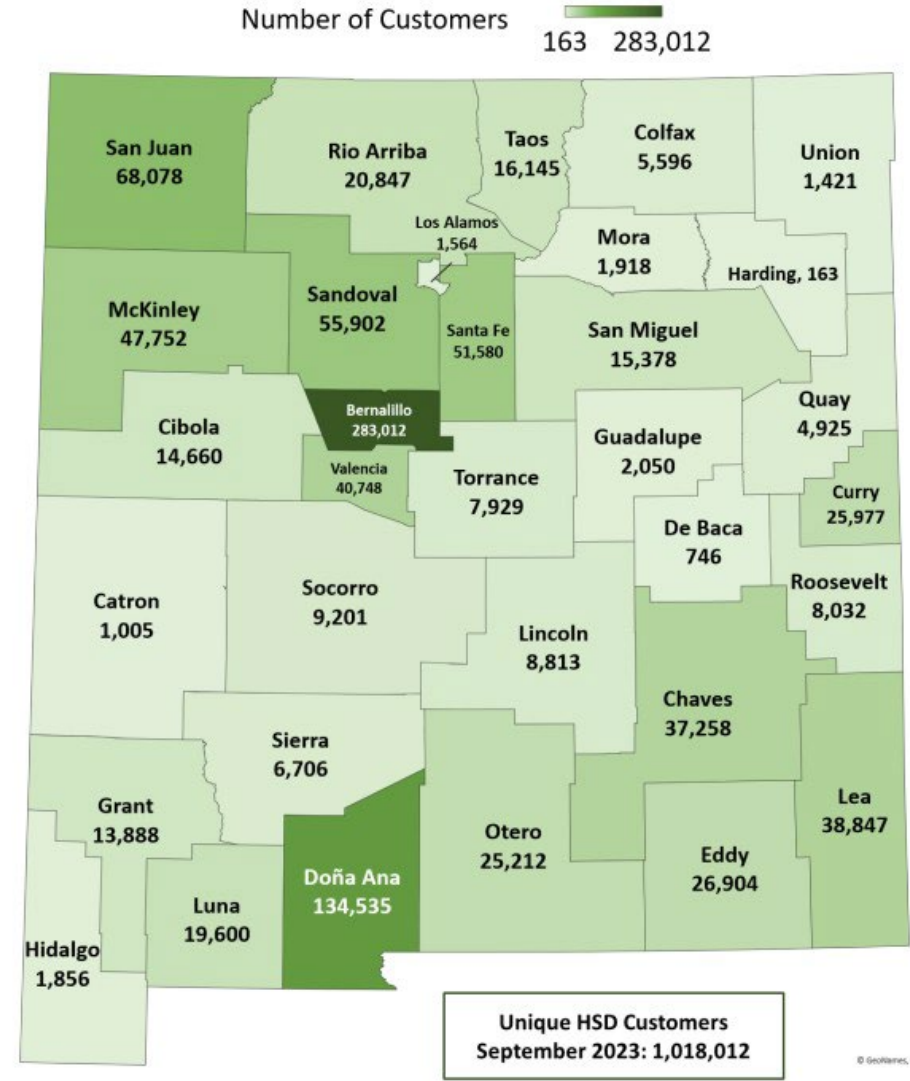 Number of Customers
163 283,012
San Juan
68,078
Rio Arriba
20,847
Taos
16,145
Colfax
5,596
Union
1,421
Los Alamos
1,564
Mora
1,918
Harding, 163
McKinley
47,752
Sandoval
55,902
Santa Fe
51,580
San Miguel
15,378
Quay
4,925
Cibola
14,660
Bernalillo
283,012
Guadalupe
2,050
Valencia
40,748
Torrance
7,929
Curry
25,977
De Baca
746
Catron
1,005
Socorro
9,201
Roosevelt
8,032
Lincoln
8,813
Chaves
37,258
Sierra
6,706
Grant
13,888
Lea
38,847
Otero
25,212
Eddy
26,904
Doña Ana
134,535
Luna
19,600
Hidalgo
1,856
Unique HSD Customers
September 2023: 1,018,012
© GeoNames,